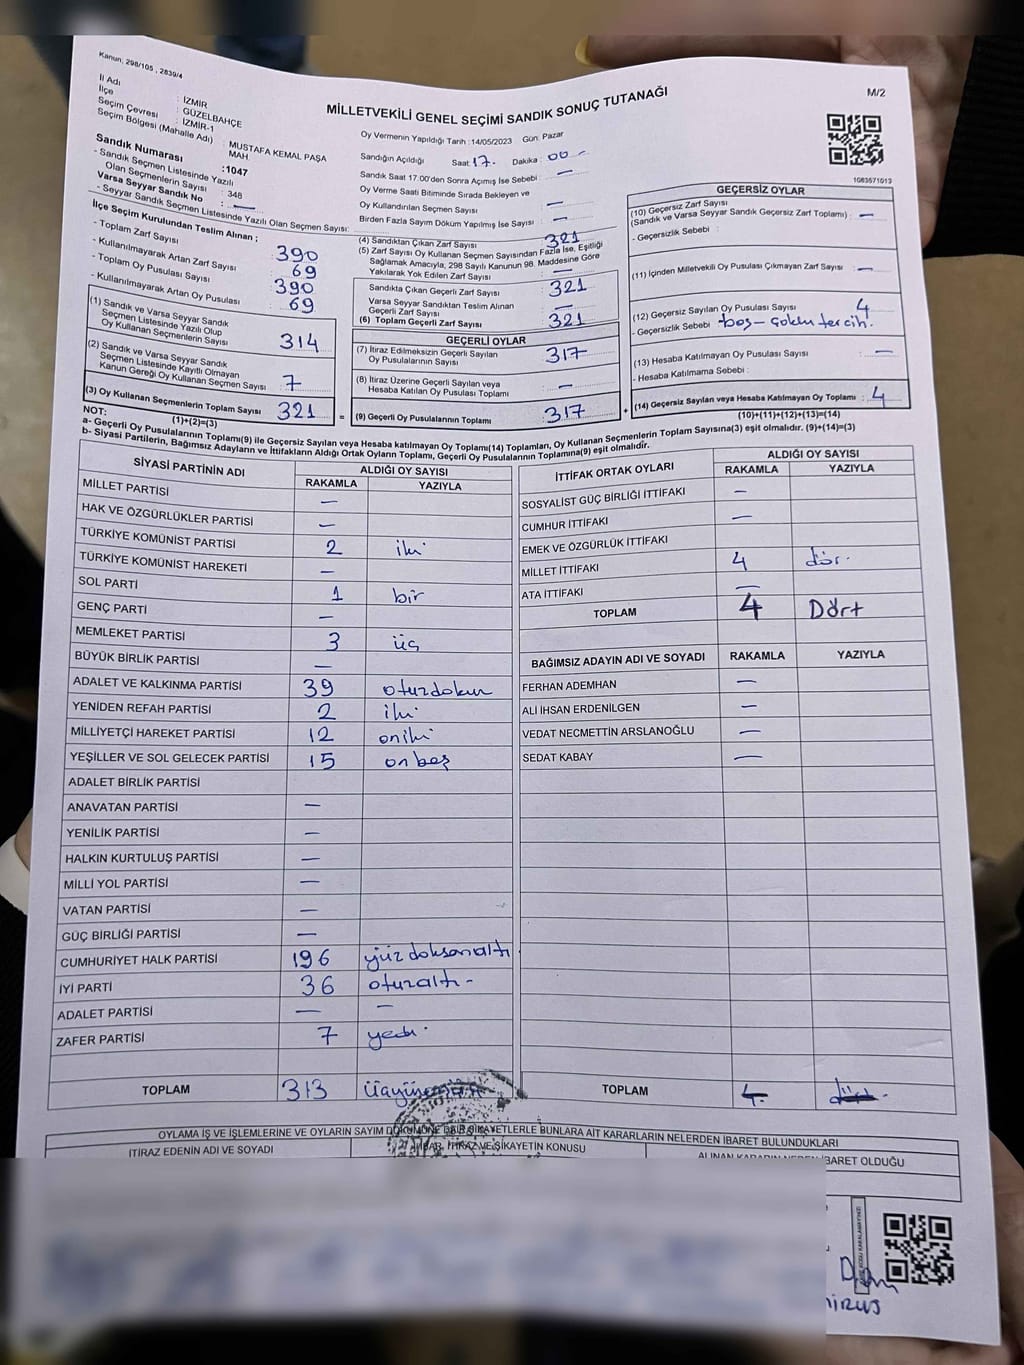 Kanun: 298/105 , 2839/4
MİLLETVEKİLİ GENEL SEÇİMİ SANDIK SONUÇ TUTANAĞI
M/2
İl Adı : İZMİR
İlçe : GÜZELBAHÇE
Seçim Çevresi : İZMİR-1
Seçim Bölgesi (Mahalle Adı) : MUSTAFA KEMAL PAŞA MAH
Sandık Numarası : 1047
- Sandık Seçmen Listesinde Yazılı
Olan Seçmenlerin Sayısı : 348
Varsa Seyyar Sandık No : —
- Seyyar Sandık Seçmen Listesinde Yazılı Olan Seçmen Sayısı:
İlçe Seçim Kurulundan Teslim Alınan ;
- Toplam Zarf Sayısı 390
- Kullanılmayarak Artan Zarf Sayısı 69
- Toplam Oy Pusulası Sayısı 390
- Kullanılmayarak Artan Oy Pusulası 69
(1) Sandık ve Varsa Seyyar Sandık
Seçmen Listesinde Yazılı Olup
Oy Kullanan Seçmenlerin Sayısı 314
(2) Sandık ve Varsa Seyyar Sandık
Seçmen Listesinde Kayıtlı Olmayan
Kanun Gereği Oy Kullanan Seçmen Sayısı 7
(3) Oy Kullanan Seçmenlerin Toplam Sayısı 321
(1)+(2)=(3)
Oy Vermenin Yapıldığı Tarih : 14/05/2023 Gün: Pazar
Sandığın Açıldığı Saat 17. Dakika : 00 —
Sandık Saat 17:00'den Sonra Açımış İse Sebebi : —
Oy Verme Saati Bitiminde Sırada Bekleyen ve
Oy Kullandırılan Seçmen Sayısı : —
Birden Fazla Sayım Döküm Yapılmış İse Sayısı : —
(4) Sandıktan Çıkan Zarf Sayısı 321
(5) Zarf Sayısı Oy Kullanan Seçmen Sayısından Fazla İse, Eşitliği
Sağlamak Amacıyla, 298 Sayılı Kanunun 98. Maddesine Göre
Yakılarak Yok Edilen Zarf Sayısı : —
Sandıkta Çıkan Geçerli Zarf Sayısı : 321
Varsa Seyyar Sandıktan Teslim Alınan
Geçerli Zarf Sayısı : —
(6) Toplam Geçerli Zarf Sayısı : 321
GEÇERLİ OYLAR
(7) İtiraz Edilmeksizin Geçerli Sayılan
Oy Pusulasının Sayısı : 317
(8) İtiraz Üzerine Geçerli Sayılan veya
Hesaba Katılan Oy Pusulası Toplamı : —
= (9) Geçerli Oy Pusulalarının Toplamı : 317 +
1083571013
GEÇERSİZ OYLAR
(10) Geçersiz Zarf Sayısı
(Sandık ve Varsa Seyyar Sandık Geçersiz Zarf Toplamı) : —
- Geçersizlik Sebebi :
(11) İçinden Milletvekili Oy Pusulası Çıkmayan Zarf Sayısı : —
(12) Geçersiz Sayılan Oy Pusulası Sayısı : 4
- Geçersizlik Sebebi : boş - çoklu tercih.
(13) Hesaba Katılmayan Oy Pusulası Sayısı : —
- Hesaba Katılmama Sebebi :
(14) Geçersiz Sayılan veya Hesaba Katılmayan Oy Toplamı : 4
(10)+(11)+(12)+(13)=(14)
NOT:
a- Geçerli Oy Pusulalarının Toplamı(9) ile Geçersiz Sayılan veya Hesaba katılmayan Oy Toplamı(14) Toplamları, Oy Kullanan Seçmenlerin Toplam Sayısına(3) eşit olmalıdır. (9)+(14)=(3)
b- Siyasi Partilerin, Bağımsız Adayların ve İttifakların Aldığı Ortak Oyların Toplamı, Geçerli Oy Pusulalarının Toplamına(9) eşit olmalıdır.
SİYASİ PARTİNİN ADI ALDIĞI OY SAYISI
RAKAMLA YAZIYLA
MİLLET PARTİSİ —
HAK VE ÖZGÜRLÜKLER PARTİSİ —
TÜRKİYE KOMÜNİST PARTİSİ 2 iki
TÜRKİYE KOMÜNİST HAREKETİ —
SOL PARTİ 1 bir
GENÇ PARTİ —
MEMLEKET PARTİSİ 3 üç
BÜYÜK BİRLİK PARTİSİ —
ADALET VE KALKINMA PARTİSİ 39 otuzdokuz
YENİDEN REFAH PARTİSİ 2 iki
MİLLİYETÇİ HAREKET PARTİSİ 12 oniki
YEŞİLLER VE SOL GELECEK PARTİSİ 15 onbeş
ADALET BİRLİK PARTİSİ
ANAVATAN PARTİSİ —
YENİLİK PARTİSİ —
HALKIN KURTULUŞ PARTİSİ —
MİLLİ YOL PARTİSİ —
VATAN PARTİSİ —
GÜÇ BİRLİĞİ PARTİSİ —
CUMHURİYET HALK PARTİSİ 196 yüzdoksanaltı
İYİ PARTİ 36 otuzaltı -
ADALET PARTİSİ — —
ZAFER PARTİSİ 7 yedi
TOPLAM 313
İTTİFAK ORTAK OYLARI ALDIĞI OY SAYISI
RAKAMLA YAZIYLA
SOSYALİST GÜÇ BİRLİĞİ İTTİFAKI —
CUMHUR İTTİFAKI —
EMEK VE ÖZGÜRLÜK İTTİFAKI
MİLLET İTTİFAKI 4 dör.
ATA İTTİFAKI —
TOPLAM 4 Dört
BAĞIMSIZ ADAYIN ADI VE SOYADI RAKAMLA YAZIYLA
FERHAN ADEMHAN —
ALİ İHSAN ERDENİLGEN —
VEDAT NECMETTİN ARSLANOĞLU —
SEDAT KABAY —
TOPLAM 4. dört.
OYLAMA İŞ VE İŞLEMLERİNE VE OYLARIN SAYIM DÖKÜMÜNE DAİR ŞİKAYETLERLE BUNLARA AİT KARARLARIN NELERDEN İBARET BULUNDUKLARI
İTİRAZ EDENİN ADI VE SOYADI İHBAR, İTİRAZ VE ŞİKAYETİN KONUSU ALINAN KARARIN NEDEN İBARET OLDUĞU